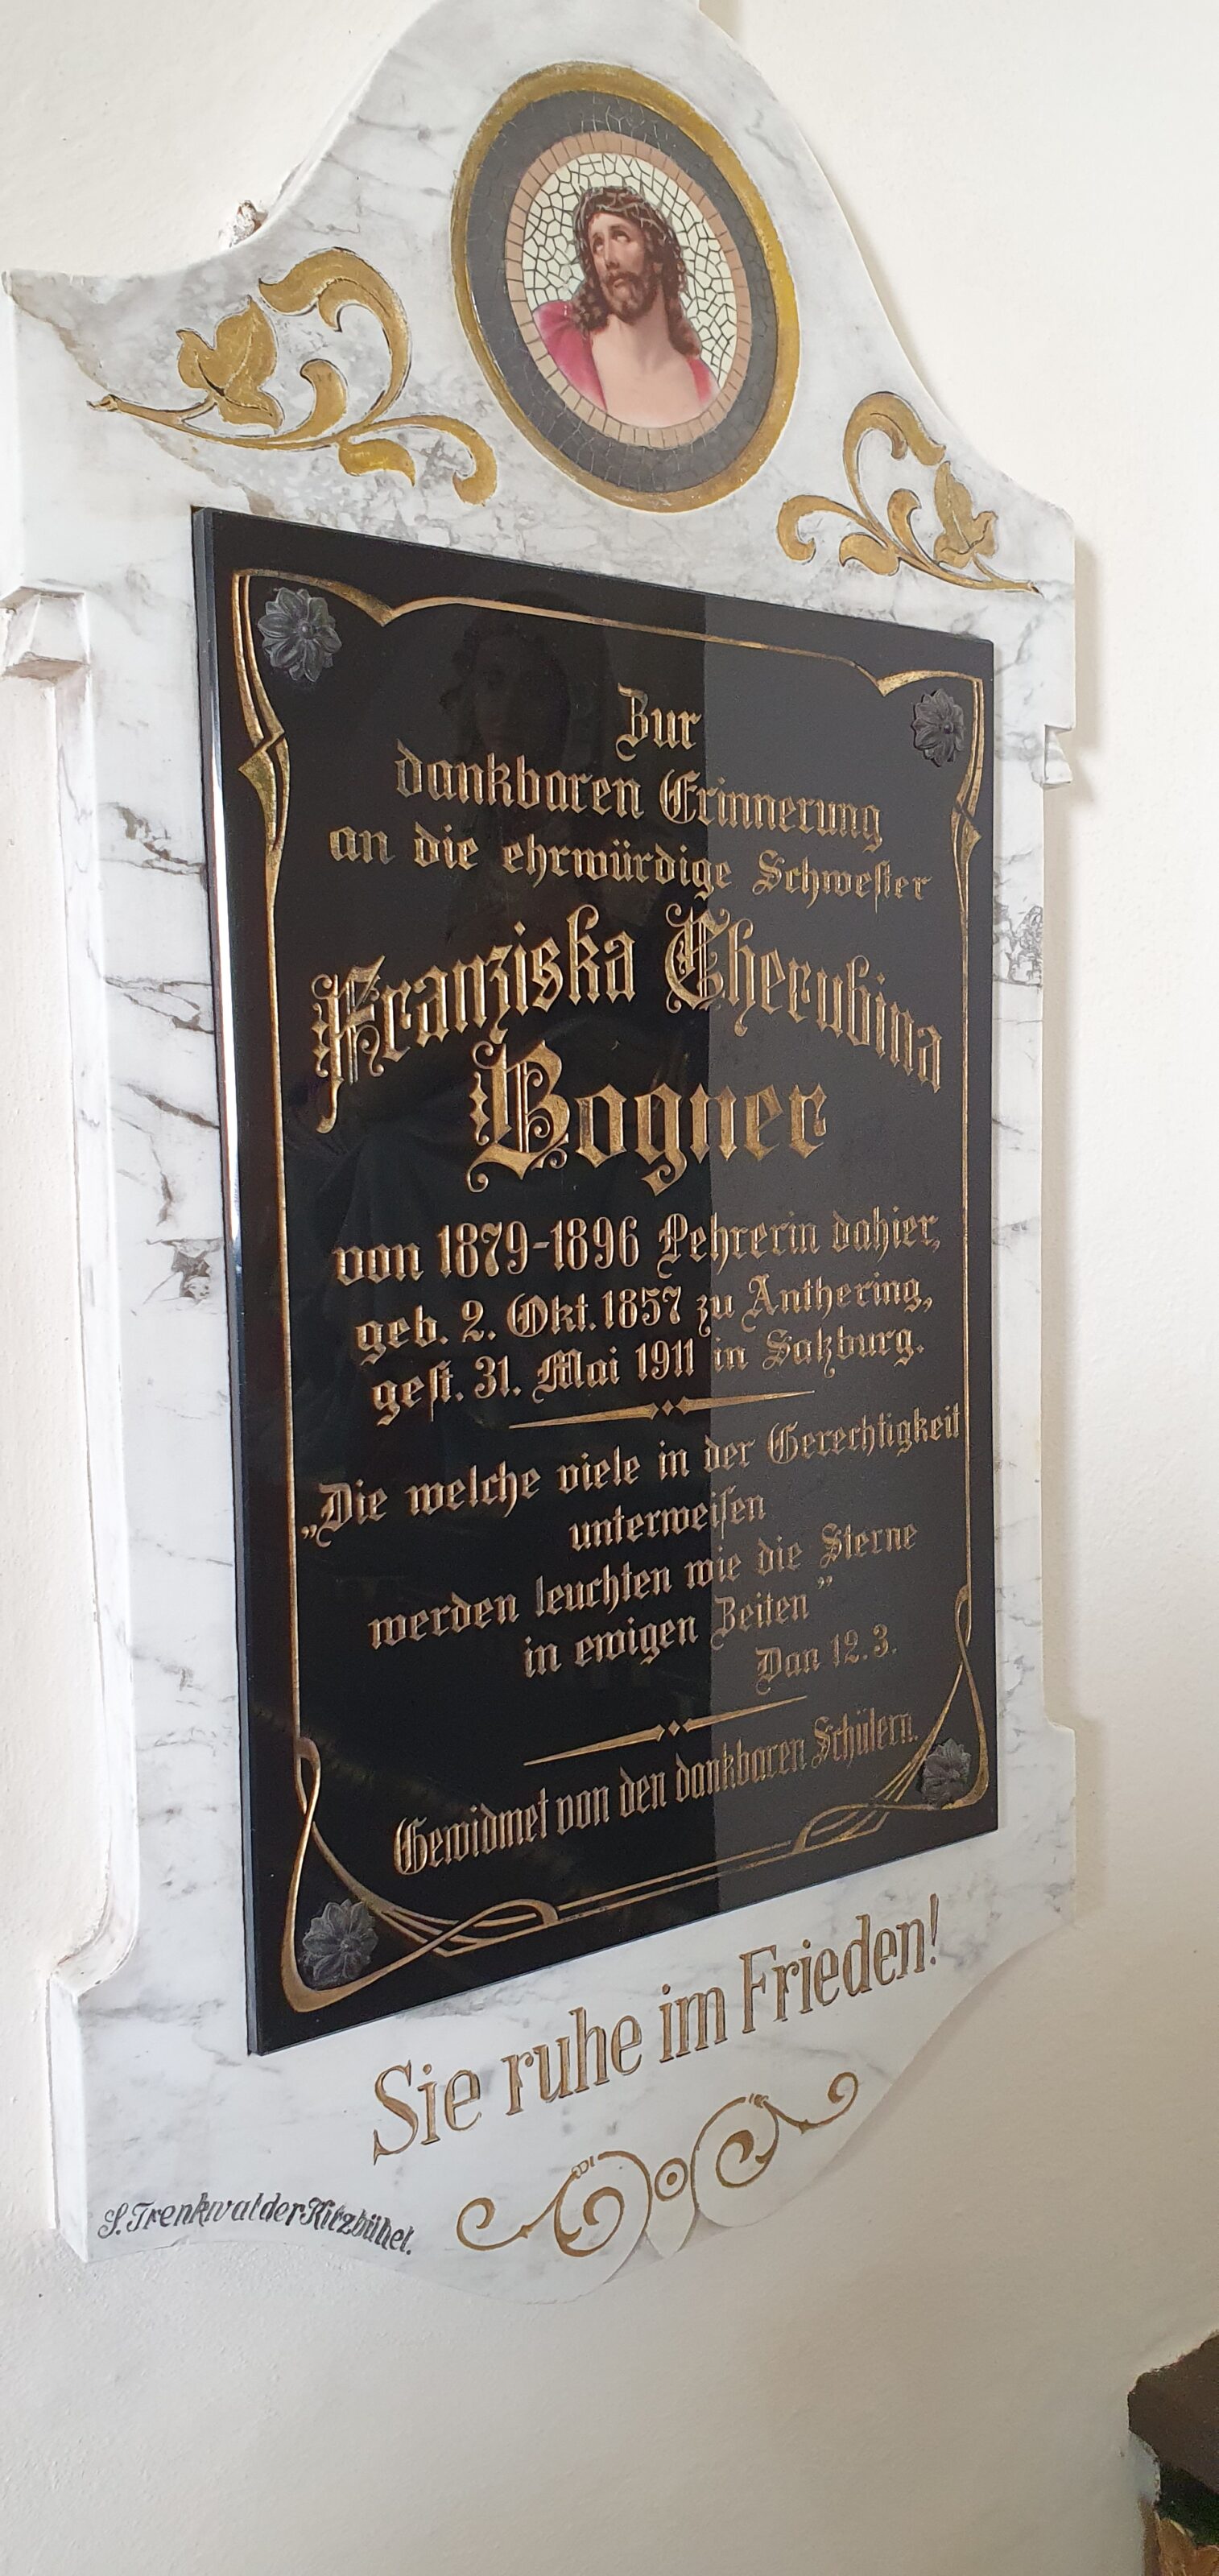 Zur
dankbaren Erinnerung
an die ehrwürdige Schwester
Franziska Cherubina
Bogner
von 1879-1896 Lehrerin dahier,
geb. 2. Okt. 1857 zu Anthering,
gest. 31. Mai 1911 in Salzburg.
„Die welche viele in der Gerechtigkeit
unterweisen
werden leuchten wie die Sterne
in ewigen Zeiten”
Dan 12. 3.
Gewidmet von den dankbaren Schülern.
Sie ruhe im Frieden!
S. Trenkwalder-Kitzbühel.